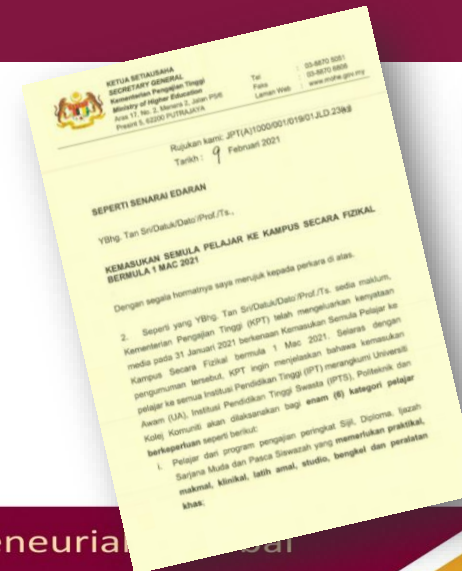 KETUA SETIAUSAHA
SECRETARY GENERAL
Kementerian Pengajian Tinggi
Ministry of Higher Education
Aras 17, No. 2, Menara 2, Jalan P5/6
Presint 5, 62200 PUTRAJAYA
Tel : 03-8870 5051
Faks : 03-8870 6808
Laman Web : www.mohe.gov.my
Rujukan kami: JPT(A)1000/001/019/01JLD.23
Tarikh : 9 Februari 2021
SEPERTI SENARAI EDARAN
YBhg. Tan Sri/Datuk/Dato'/Prof./Ts.,
KEMASUKAN SEMULA PELAJAR KE KAMPUS SECARA FIZIKAL
BERMULA 1 MAC 2021
Dengan segala hormatnya saya merujuk kepada perkara di atas.
2. Seperti yang YBhg. Tan Sri/Datuk/Dato'/Prof./Ts. sedia maklum,
Kementerian Pengajian Tinggi (KPT) telah mengeluarkan kenyataan
media pada 31 Januari 2021 berkenaan Kemasukan Semula Pelajar ke
Kampus Secara Fizikal bermula 1 Mac 2021. Selaras dengan
pengumuman tersebut, KPT ingin menjelaskan bahawa kemasukan
pelajar ke semua Institusi Pendidikan Tinggi (IPT) merangkumi Universiti
Awam (UA), Institusi Pendidikan Tinggi Swasta (IPTS), Politeknik dan
Kolej Komuniti akan dilaksanakan bagi enam (6) kategori pelajar
berkeperluan seperti berikut:
i. Pelajar dari program pengajian peringkat Sijil, Diploma, Ijazah
Sarjana Muda dan Pasca Siswazah yang memerlukan praktikal,
makmal, klinikal, latih amal, studio, bengkel dan peralatan
khas;
eneurial
bal